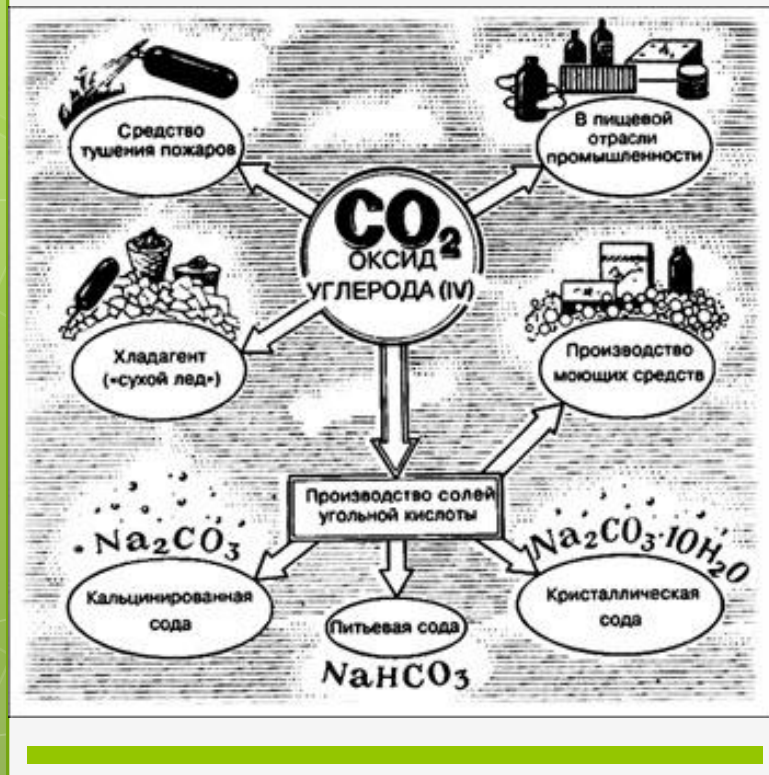 Средство
тушения пожаров
В пищевой
отрасли
промышленности
CO₂
ОКСИД
УГЛЕРОДА (IV)
Хладагент
(«сухой лед»)
Производство
моющих средств
Производство солей
угольной кислоты
Na₂CO₃
Кальцинированная
сода
Питьевая сода
NaHCO₃
Na₂CO₃·10H₂O
Кристаллическая
сода